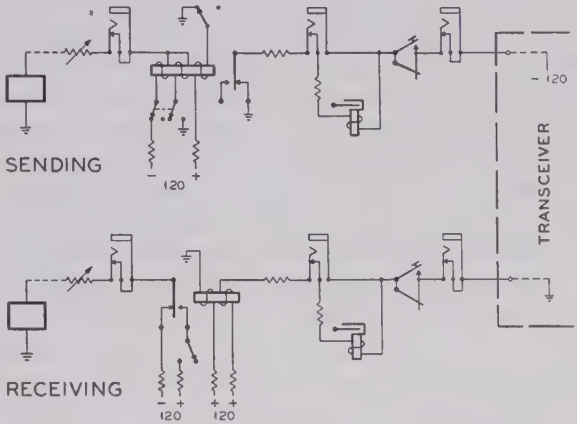 - 120
SENDING
- 120 +
TRANSCEIVER
RECEIVING
- + + +
120 120